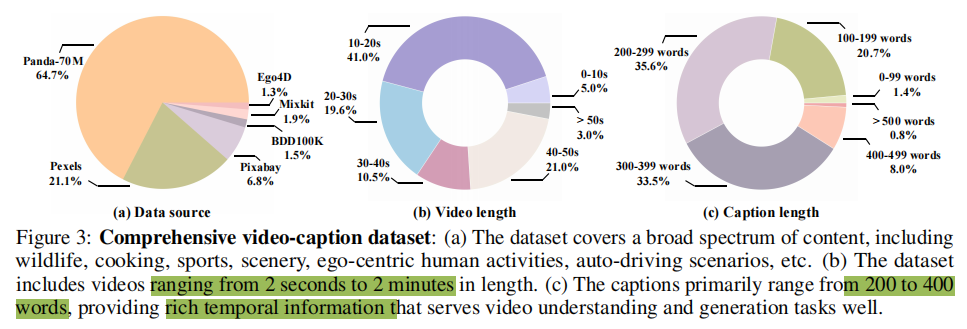 Panda-70M
64.7%
Ego4D
1.3%
Mixkit
1.9%
BDD100K
1.5%
Pixabay
6.8%
Pexels
21.1%
(a) Data source
10-20s
41.0%
0-10s
5.0%
> 50s
3.0%
20-30s
19.6%
40-50s
21.0%
30-40s
10.5%
(b) Video length
200-299 words
35.6%
100-199 words
20.7%
0-99 words
1.4%
> 500 words
0.8%
400-499 words
8.0%
300-399 words
33.5%
(c) Caption length
Figure 3: Comprehensive video-caption dataset: (a) The dataset covers a broad spectrum of content, including
wildlife, cooking, sports, scenery, ego-centric human activities, auto-driving scenarios, etc. (b) The dataset
includes videos ranging from 2 seconds to 2 minutes in length. (c) The captions primarily range from 200 to 400
words, providing rich temporal information that serves video understanding and generation tasks well.